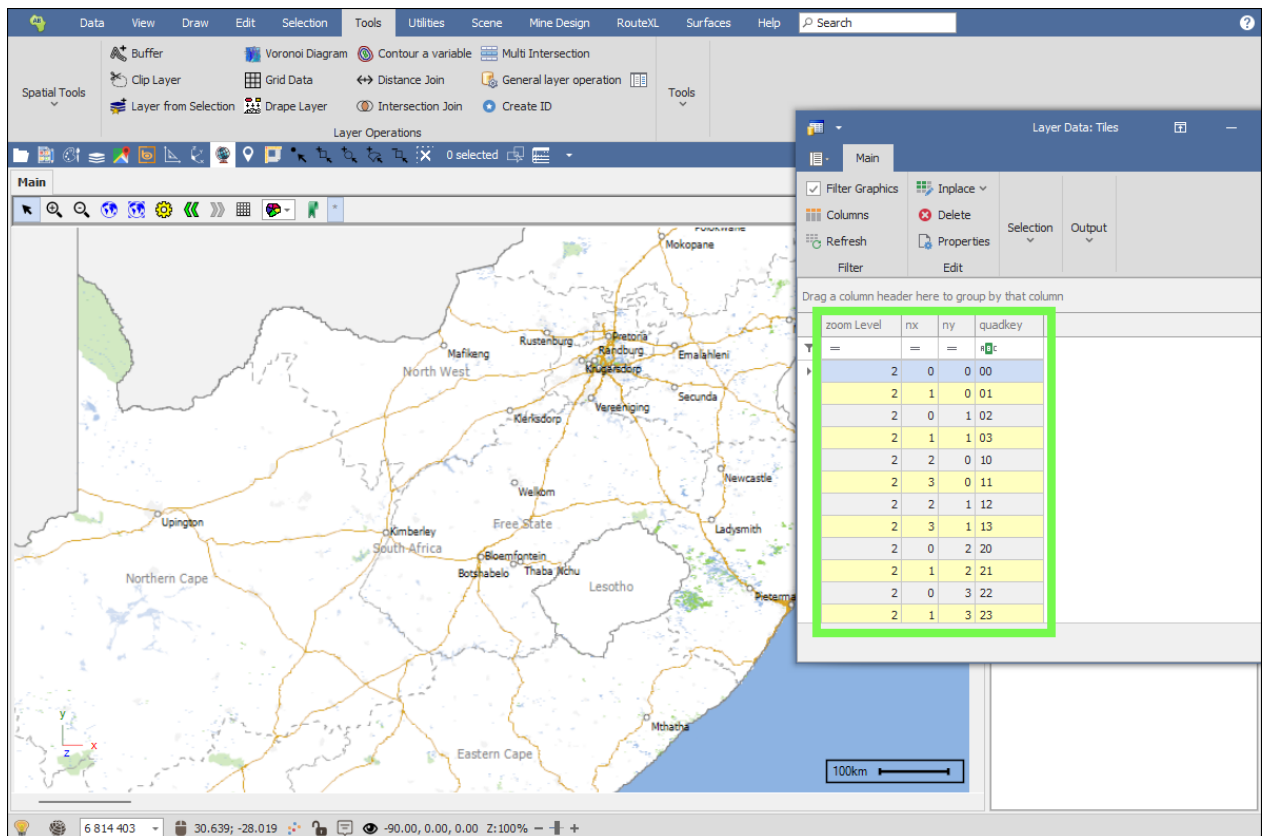 Data View Draw Edit Selection Tools Utilities Scene Mine Design RouteXL Surfaces Help Search ?
Buffer Voronoi Diagram Contour a variable Multi Intersection
Clip Layer Grid Data Distance Join General layer operation
Spatial Tools Tools
Layer from Selection Drape Layer Intersection Join Create ID
Layer Operations
0 selected
Main
Layer Data: Tiles
Main
Filter Graphics Inplace
Columns Delete
Selection Output
Refresh Properties
Filter Edit
Drag a column header here to group by that column
zoom Level nx ny quadkey
= = =
2 0 0 00
2 1 0 01
2 0 1 02
2 1 1 03
2 2 0 10
2 3 0 11
2 2 1 12
2 3 1 13
2 0 2 20
2 1 2 21
2 0 3 22
2 1 3 23
Mokopane
Pretoria
Rustenburg
Randburg
Mafikeng
Emalahleni
Krugersdorp
North West
Secunda
Vereeniging
Klerksdorp
Newcastle
Welkom
Upington
Free State
Ladysmith
Kimberley
South Africa
Bloemfontein
Botshabelo Thaba Nchu
Northern Cape
Lesotho
Pieterma
Mthatha
Eastern Cape
y
x
z
100km
6 814 403 30.639; -28.019 -90.00, 0.00, 0.00 Z:100% − +